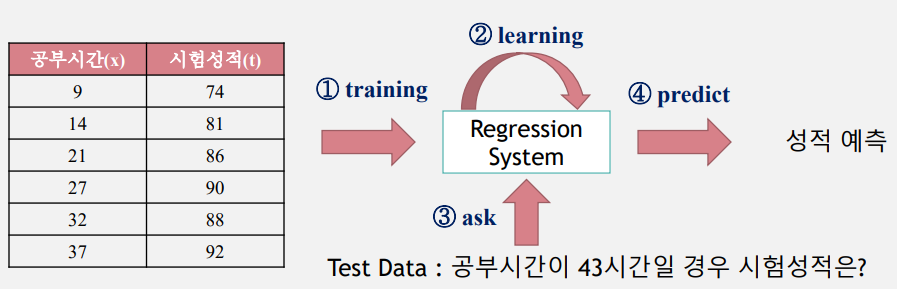 공부시간(x) 시험성적(t)
9 74
14 81
21 86
27 90
32 88
37 92
① training
② learning
Regression
System
③ ask
④ predict
성적 예측
Test Data : 공부시간이 43시간일 경우 시험성적은?